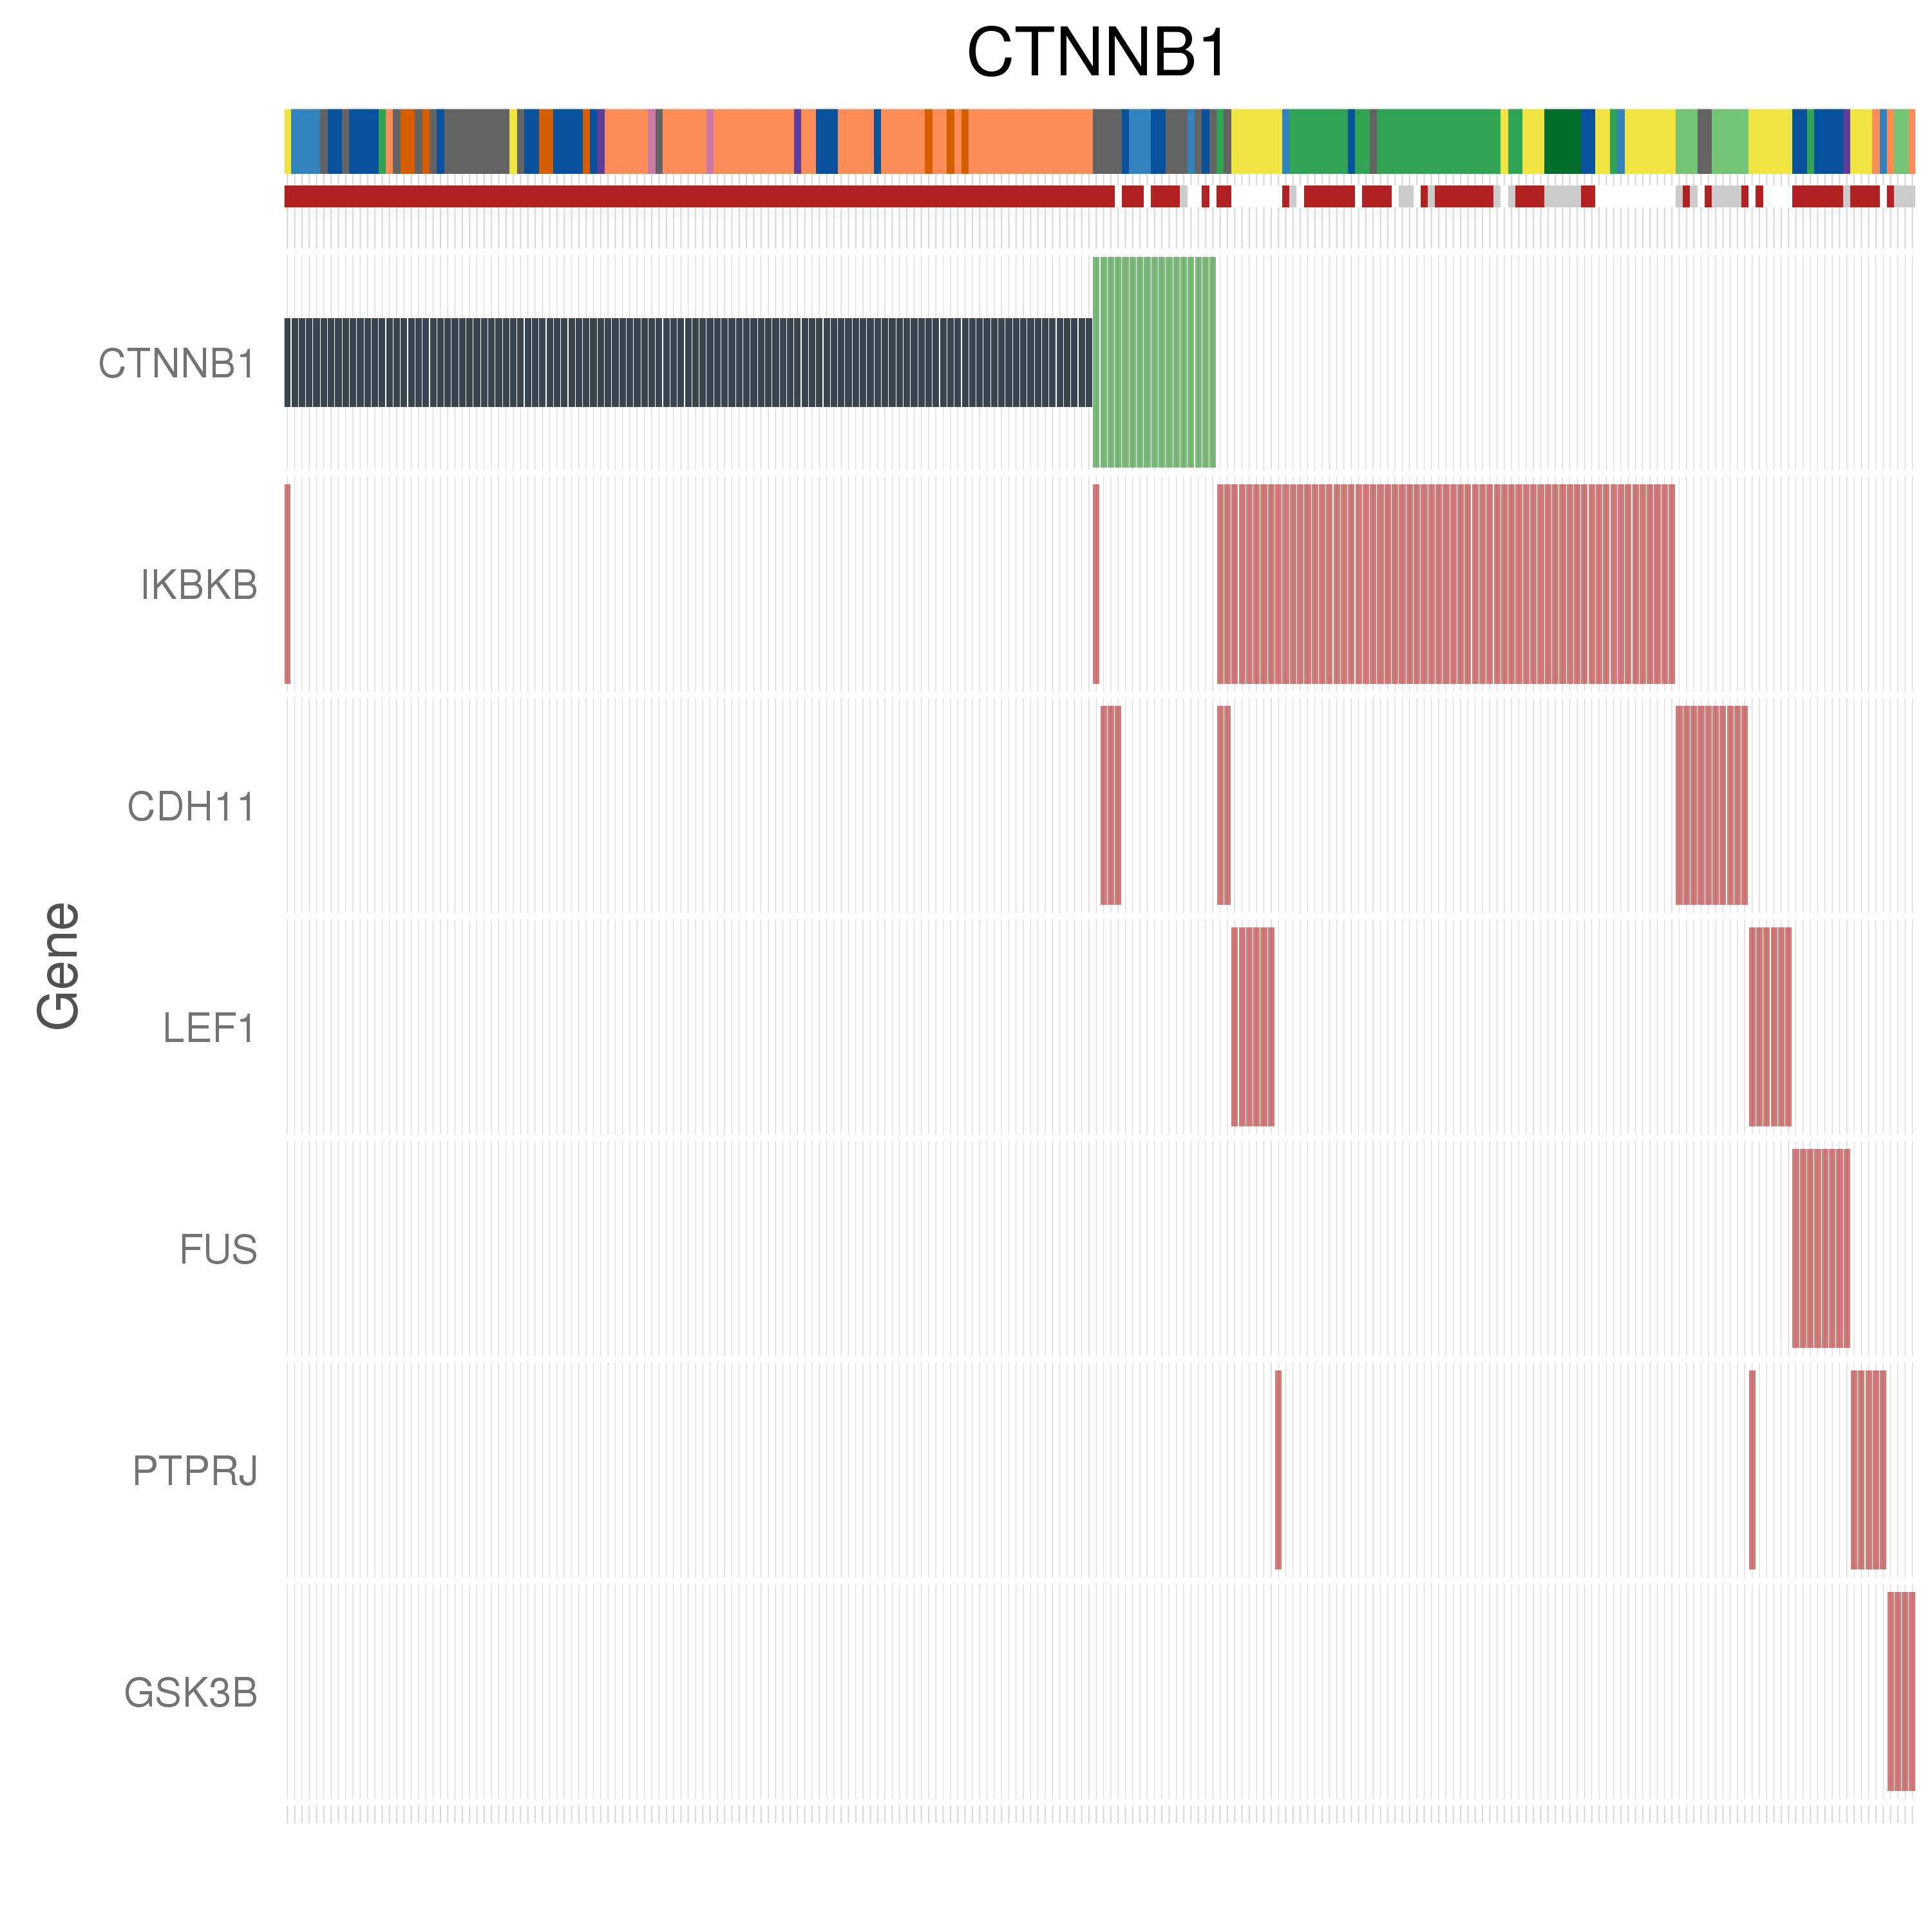 CTNNB1
CTNNB1
IKBKB
CDH11
LEF1
FUS
PTPRJ
GSK3B
Gene